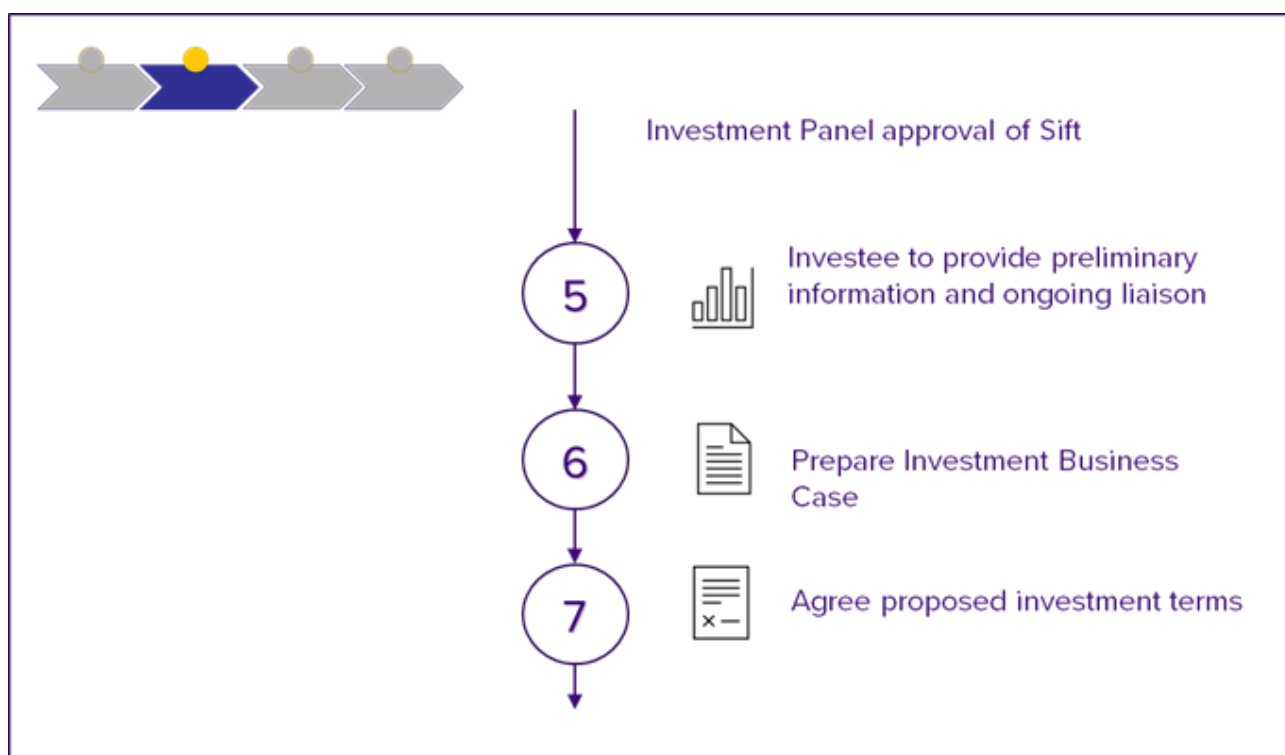 Investment Panel approval of Sift
5
Investee to provide preliminary
information and ongoing liaison
6
Prepare Investment Business
Case
7
Agree proposed investment terms